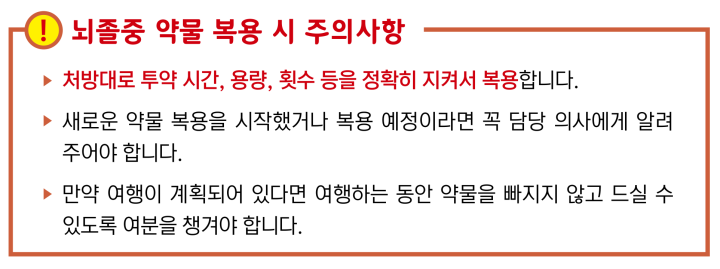 ! 뇌졸중 약물 복용 시 주의사항
▶ 처방대로 투약 시간, 용량, 횟수 등을 정확히 지켜서 복용합니다.
▶ 새로운 약물 복용을 시작했거나 복용 예정이라면 꼭 담당 의사에게 알려
주어야 합니다.
▶ 만약 여행이 계획되어 있다면 여행하는 동안 약물을 빠지지 않고 드실 수
있도록 여분을 챙겨야 합니다.